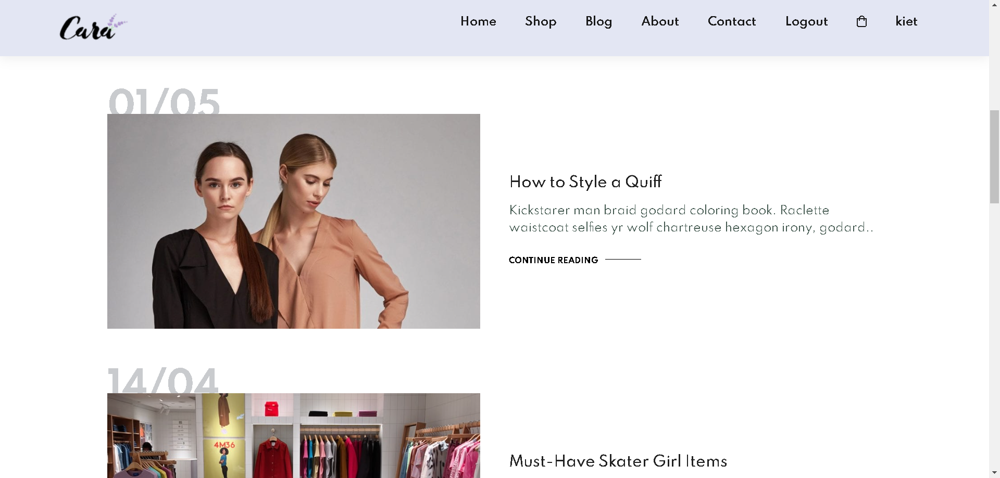 Cara
Home Shop Blog About Contact Logout kiet
01/05
How to Style a Quiff
Kickstarer man braid godard coloring book. Raclette
waistcoat selfies yr wolf chartreuse hexagon irony, godard..
CONTINUE READING
14/04
4M36
Must-Have Skater Girl Items